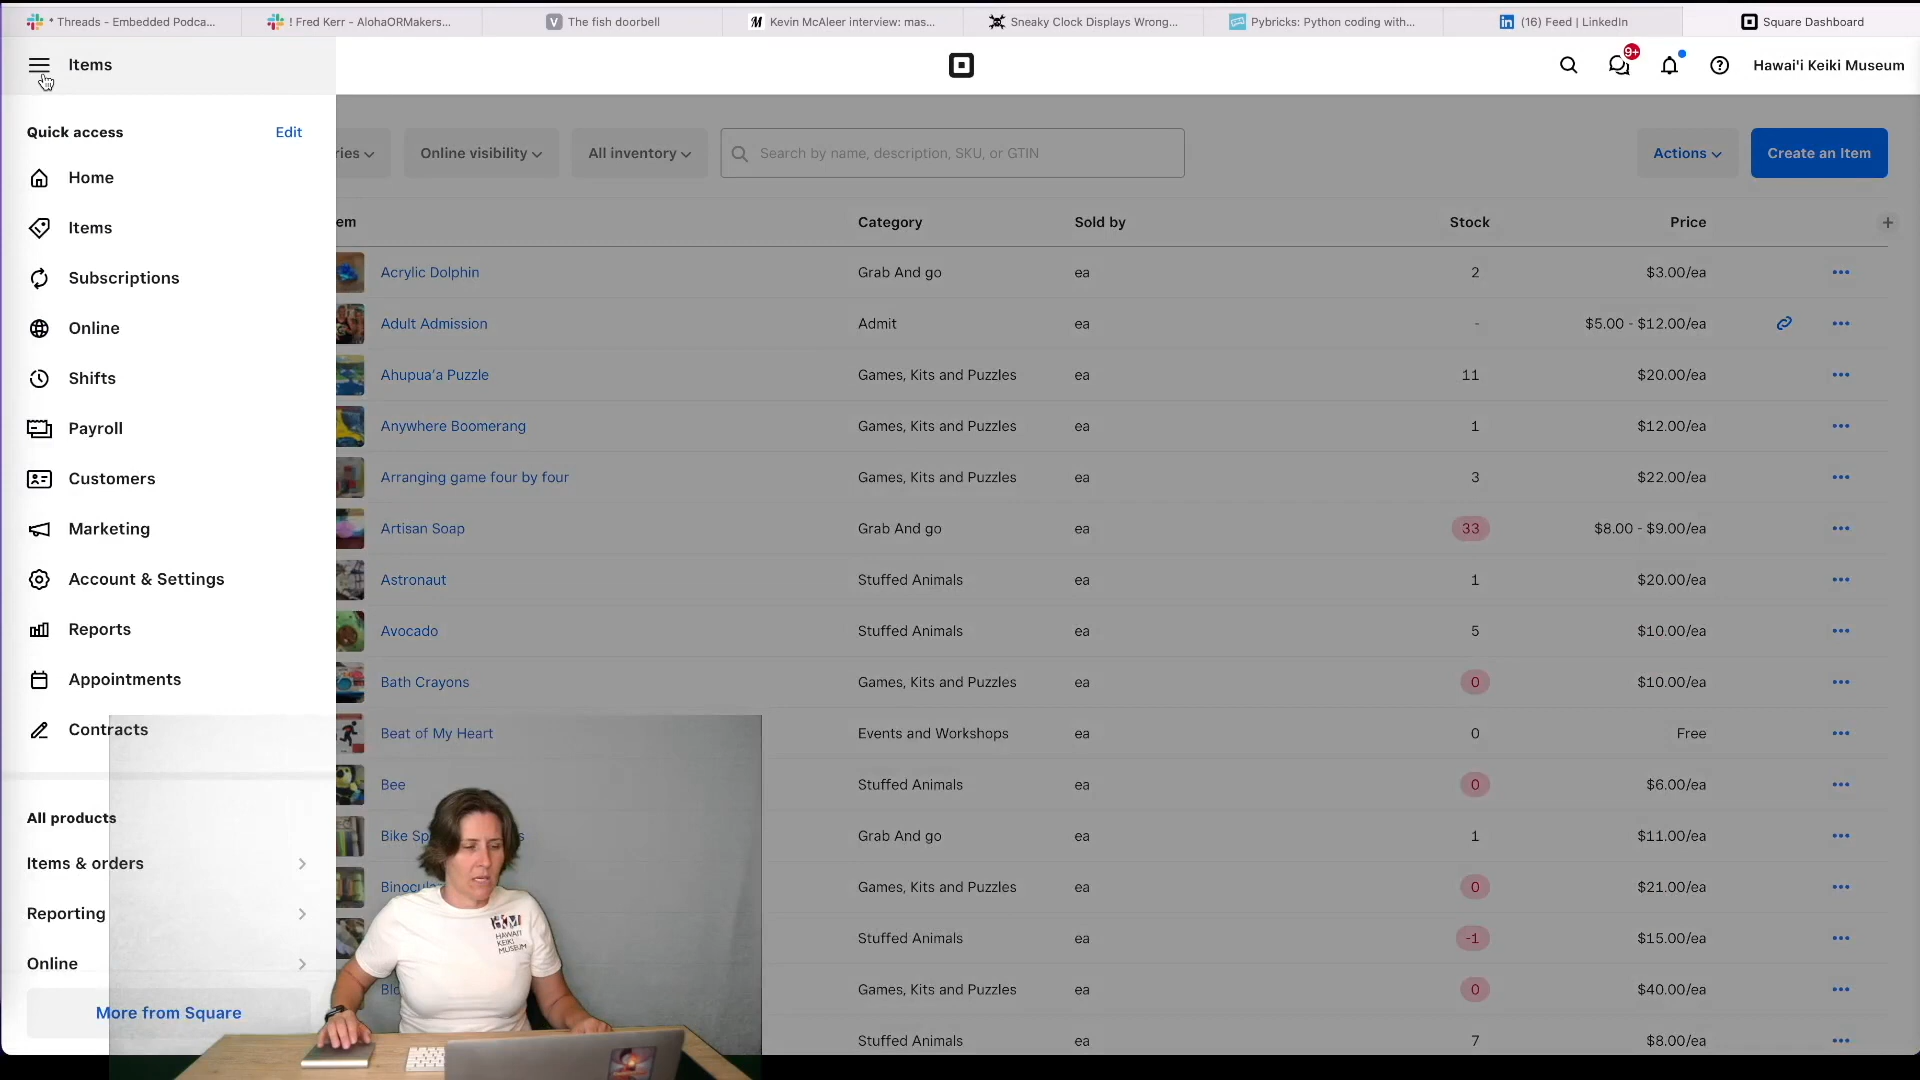 * Threads - Embedded Podca...
! Fred Kerr - AlohaORMakers...
The fish doorbell
Kevin McAleer interview: mas...
Sneaky Clock Displays Wrong...
Pybricks: Python coding with...
(16) Feed | LinkedIn
Square Dashboard
Items
9+
Hawai'i Keiki Museum
Quick access
Edit
Home
Items
Subscriptions
Online
Shifts
Payroll
Customers
Marketing
Account & Settings
Reports
Appointments
Contracts
All products
Items & orders
Reporting
Online
More from Square
ries
Online visibility
All inventory
Search by name, description, SKU, or GTIN
Actions
Create an Item
em Category Sold by Stock Price +
Acrylic Dolphin Grab And go ea 2 $3.00/ea
Adult Admission Admit ea - $5.00 - $12.00/ea
Ahupua'a Puzzle Games, Kits and Puzzles ea 11 $20.00/ea
Anywhere Boomerang Games, Kits and Puzzles ea 1 $12.00/ea
Arranging game four by four Games, Kits and Puzzles ea 3 $22.00/ea
Artisan Soap Grab And go ea 33 $8.00 - $9.00/ea
Astronaut Stuffed Animals ea 1 $20.00/ea
Avocado Stuffed Animals ea 5 $10.00/ea
Bath Crayons Games, Kits and Puzzles ea 0 $10.00/ea
Beat of My Heart Events and Workshops ea 0 Free
Bee Stuffed Animals ea 0 $6.00/ea
Bike Sp Grab And go ea 1 $11.00/ea
Binocu Games, Kits and Puzzles ea 0 $21.00/ea
Stuffed Animals ea -1 $15.00/ea
Games, Kits and Puzzles ea 0 $40.00/ea
Stuffed Animals ea 7 $8.00/ea
HKM
HAWAI'I
KEIKI
MUSEUM